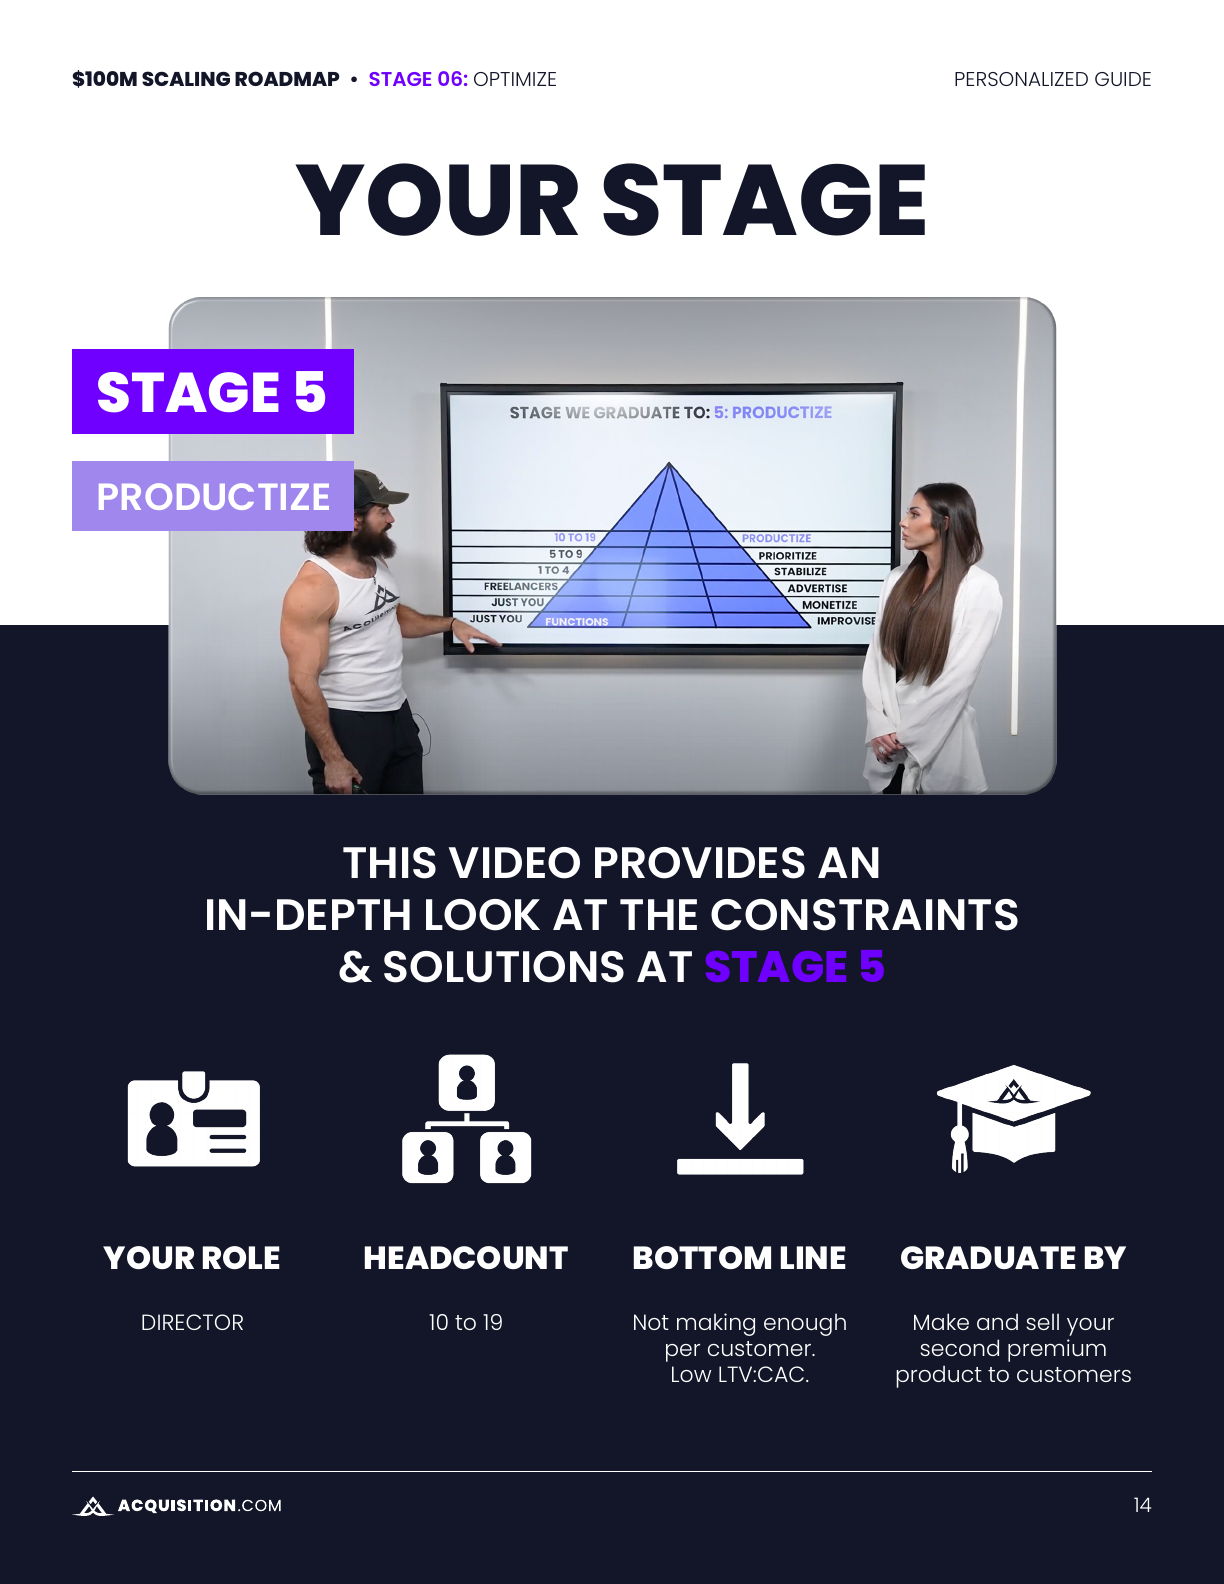 $100M SCALING ROADMAP • STAGE 06: OPTIMIZE
PERSONALIZED GUIDE
YOUR STAGE
STAGE 5
PRODUCTIZE
STAGE WE GRADUATE TO: 5: PRODUCTIZE
10 TO 19 PRODUCTIZE
5 TO 9 PRIORITIZE
1 TO 4 STABILIZE
FREELANCERS ADVERTISE
JUST YOU MONETIZE
JUST YOU FUNCTIONS IMPROVISE
THIS VIDEO PROVIDES AN
IN-DEPTH LOOK AT THE CONSTRAINTS
& SOLUTIONS AT STAGE 5
YOUR ROLE
DIRECTOR
HEADCOUNT
10 to 19
BOTTOM LINE
Not making enough
per customer.
Low LTV:CAC.
GRADUATE BY
Make and sell your
second premium
product to customers
ACQUISITION.COM
14